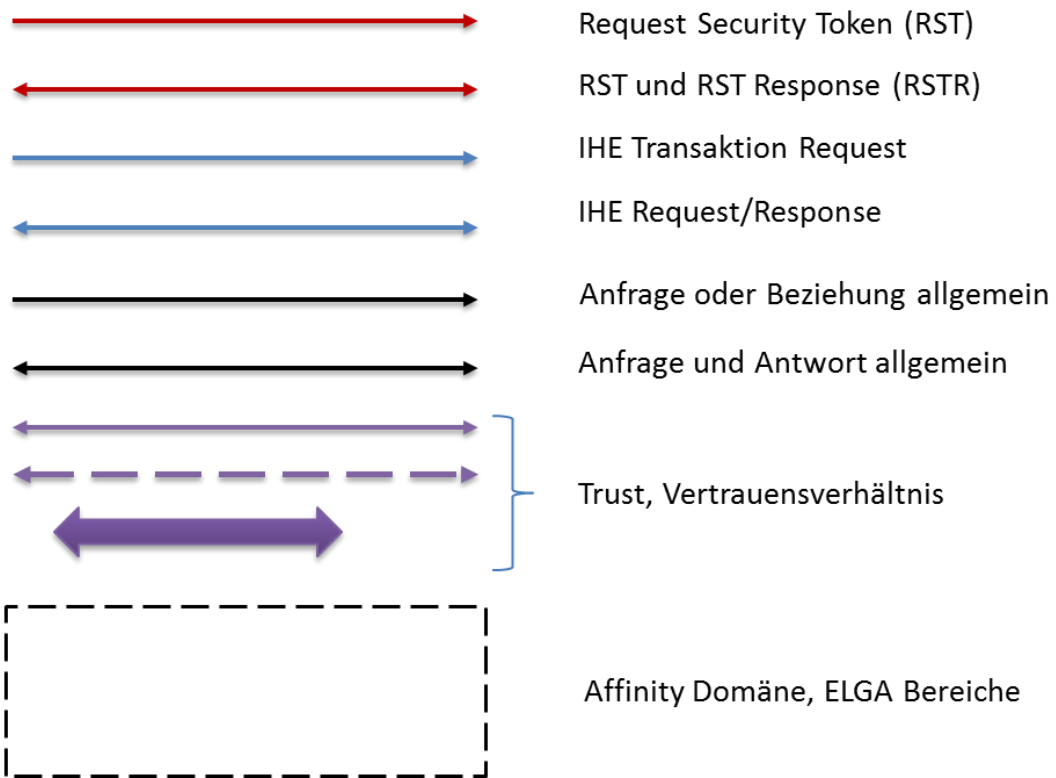 Request Security Token (RST)
RST und RST Response (RSTR)
IHE Transaktion Request
IHE Request/Response
Anfrage oder Beziehung allgemein
Anfrage und Antwort allgemein
Trust, Vertrauensverhältnis
Affinity Domäne, ELGA Bereiche